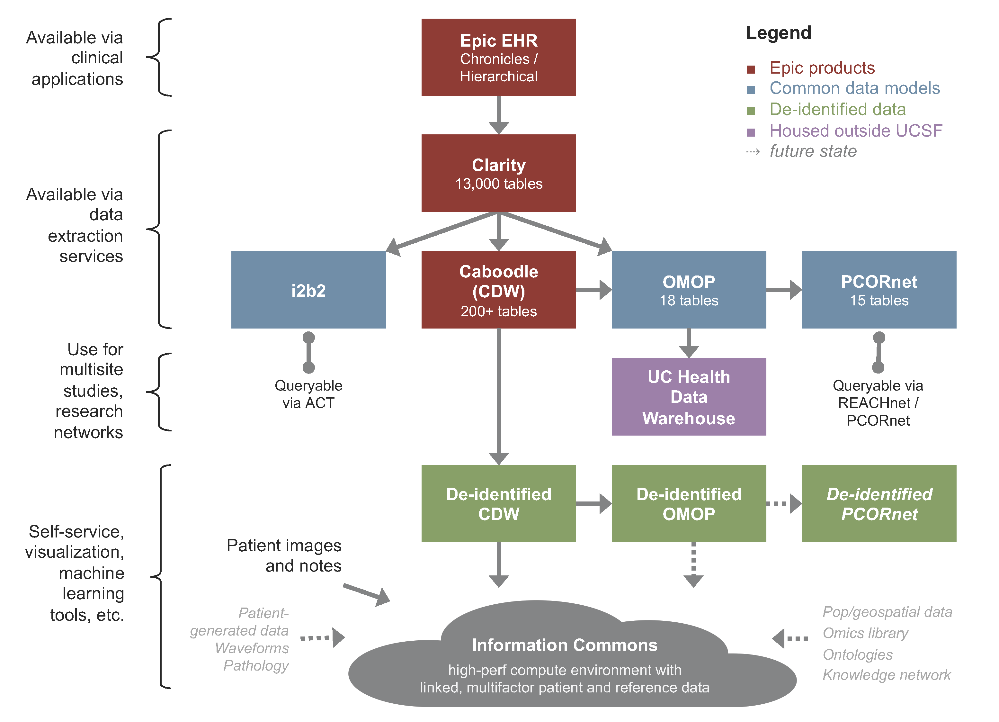 Available via
clinical
applications
Epic EHR
Chronicles /
Hierarchical
Legend
Epic products
Common data models
De-identified data
Housed outside UCSF
future state
Available via
data
extraction
services
Clarity
13,000 tables
i2b2
Caboodle
(CDW)
200+ tables
OMOP
18 tables
PCORnet
15 tables
Use for
multisite
studies,
research
networks
Queryable
via ACT
UC Health
Data
Warehouse
Queryable via
REACHnet /
PCORnet
Self-service,
visualization,
machine
learning
tools, etc.
De-identified
CDW
De-identified
OMOP
De-identified
PCORnet
Patient images
and notes
Patient-
generated data
Waveforms
Pathology
Information Commons
high-perf compute environment with
linked, multifactor patient and reference data
Pop/geospatial data
Omics library
Ontologies
Knowledge network